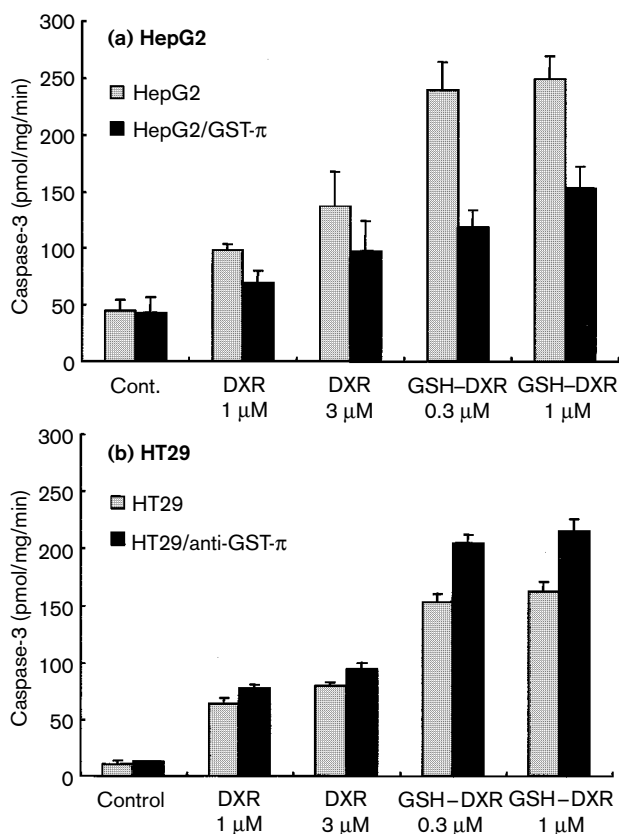 (a) HepG2
HepG2
HepG2/GST-π
Caspase-3 (pmol/mg/min)
300
250
200
150
100
50
0
Cont. DXR DXR GSH–DXR GSH–DXR
1 μM 3 μM 0.3 μM 1 μM
(b) HT29
HT29
HT29/anti-GST-π
Caspase-3 (pmol/mg/min)
300
250
200
150
100
50
0
Control DXR DXR GSH–DXR GSH–DXR
1 μM 3 μM 0.3 μM 1 μM